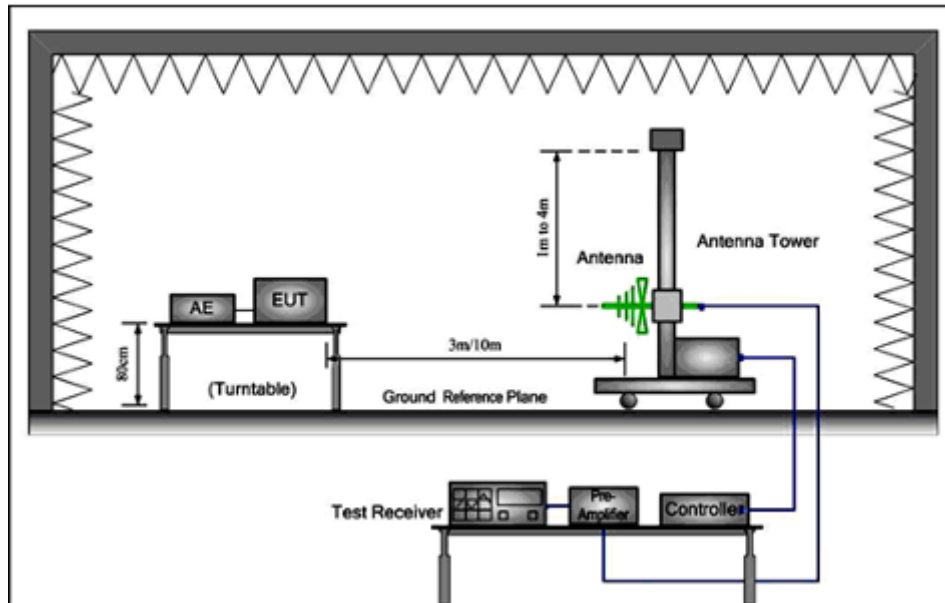 1m to 4m
Antenna
Antenna Tower
AE
EUT
3m/10m
80cm
(Turntable)
Ground Reference Plane
Test Receiver
Pre-
Amplifier
Controller